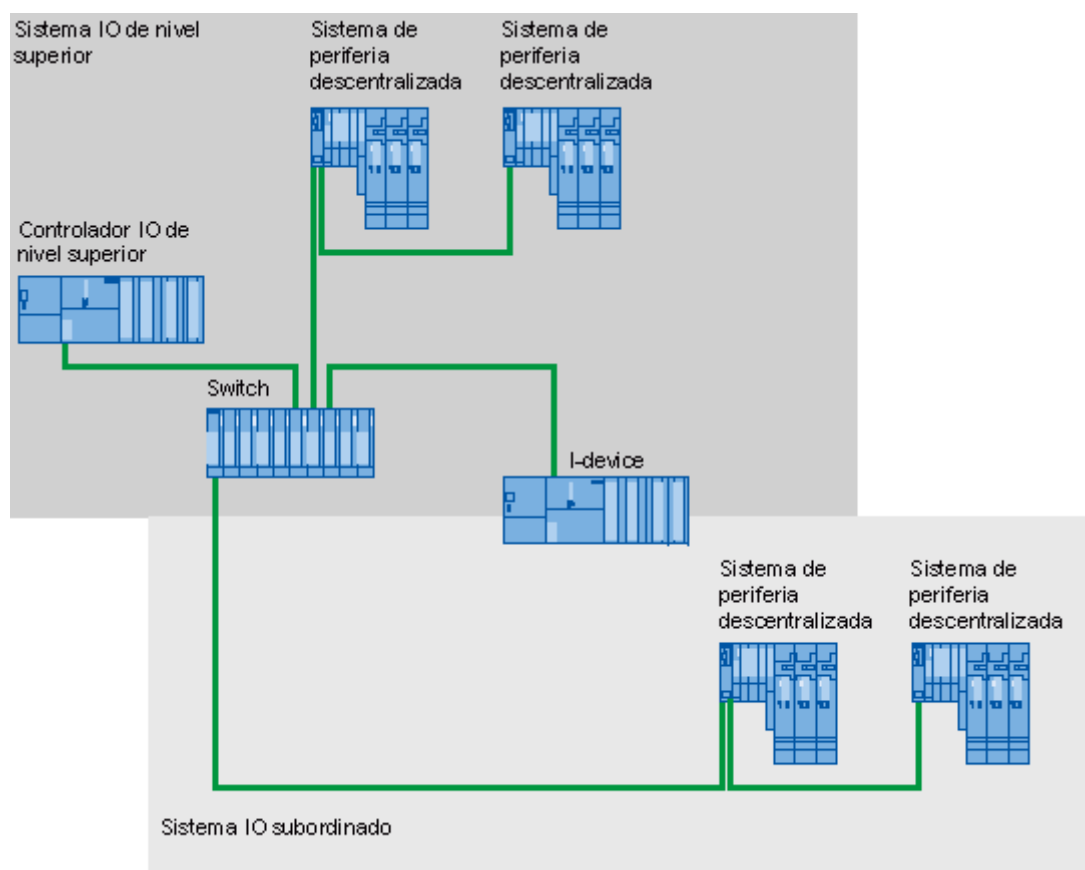 Sistema IO de nivel
superior
Sistema de
periferia
descentralizada
Sistema de
periferia
descentralizada
Controlador IO de
nivel superior
Switch
I-device
Sistema de
periferia
descentralizada
Sistema de
periferia
descentralizada
Sistema IO subordinado